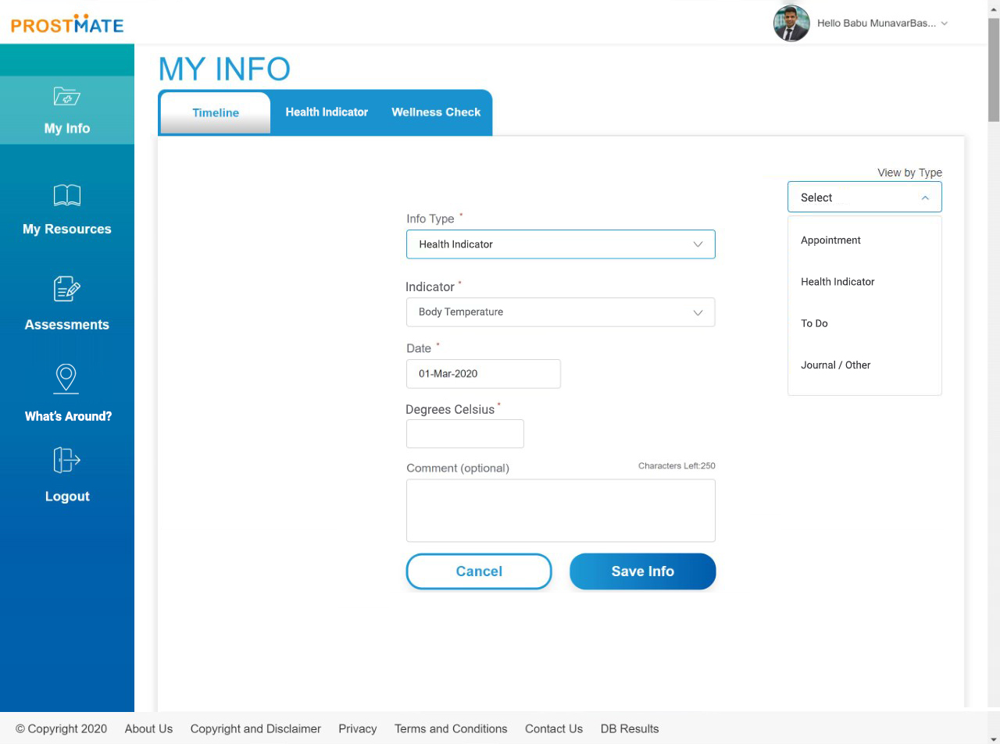 PROSTMATE
Hello Babu MunavarBas...
My Info
My Resources
Assessments
What's Around?
Logout
MY INFO
Timeline Health Indicator Wellness Check
View by Type
Select
Appointment
Health Indicator
To Do
Journal / Other
Info Type *
Health Indicator
Indicator *
Body Temperature
Date *
01-Mar-2020
Degrees Celsius *
Comment (optional) Characters Left:250
Cancel Save Info
© Copyright 2020 About Us Copyright and Disclaimer Privacy Terms and Conditions Contact Us DB Results